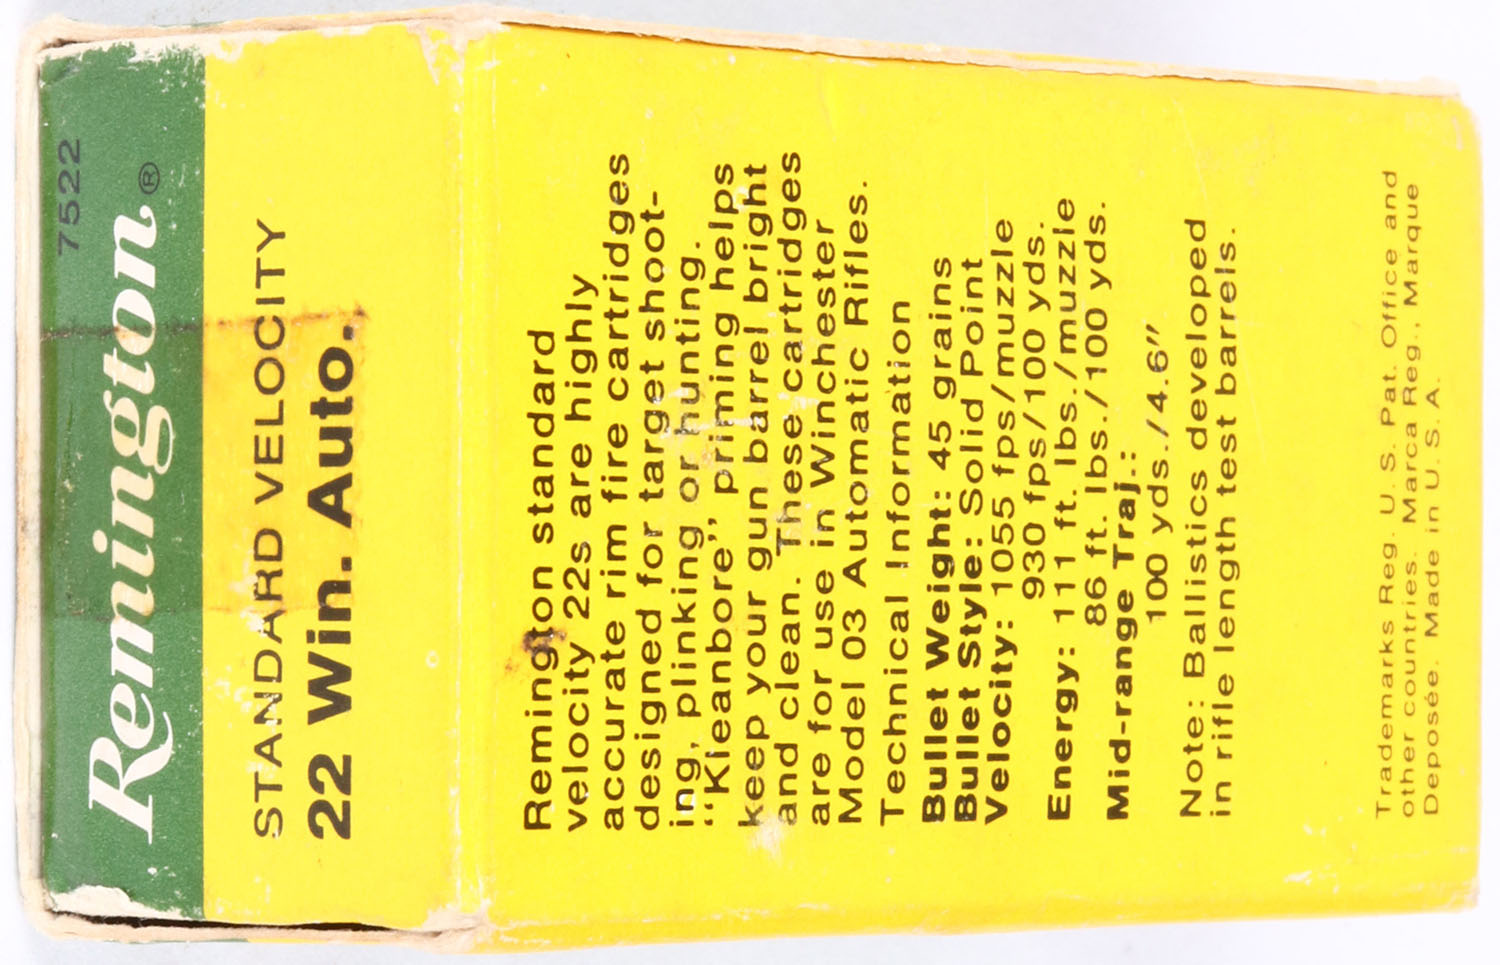 7522
Remington®
STANDARD VELOCITY
22 Win. Auto.
Remington standard
velocity 22s are highly
accurate rim fire cartridges
designed for target shoot-
ing, plinking or hunting.
"Kleanbore" priming helps
keep your gun barrel bright
and clean. These cartridges
are for use in Winchester
Model 03 Automatic Rifles.
Technical Information
Bullet Weight: 45 grains
Bullet Style: Solid Point
Velocity: 1055 fps/muzzle
930 fps/100 yds.
Energy: 111 ft. lbs./muzzle
86 ft. lbs./100 yds.
Mid-range Traj.:
100 yds./4.6"
Note: Ballistics developed
in rifle length test barrels.
Trademarks Reg. U.S. Pat. Office and
other countries. Marca Reg., Marque
Deposée. Made in U.S.A.